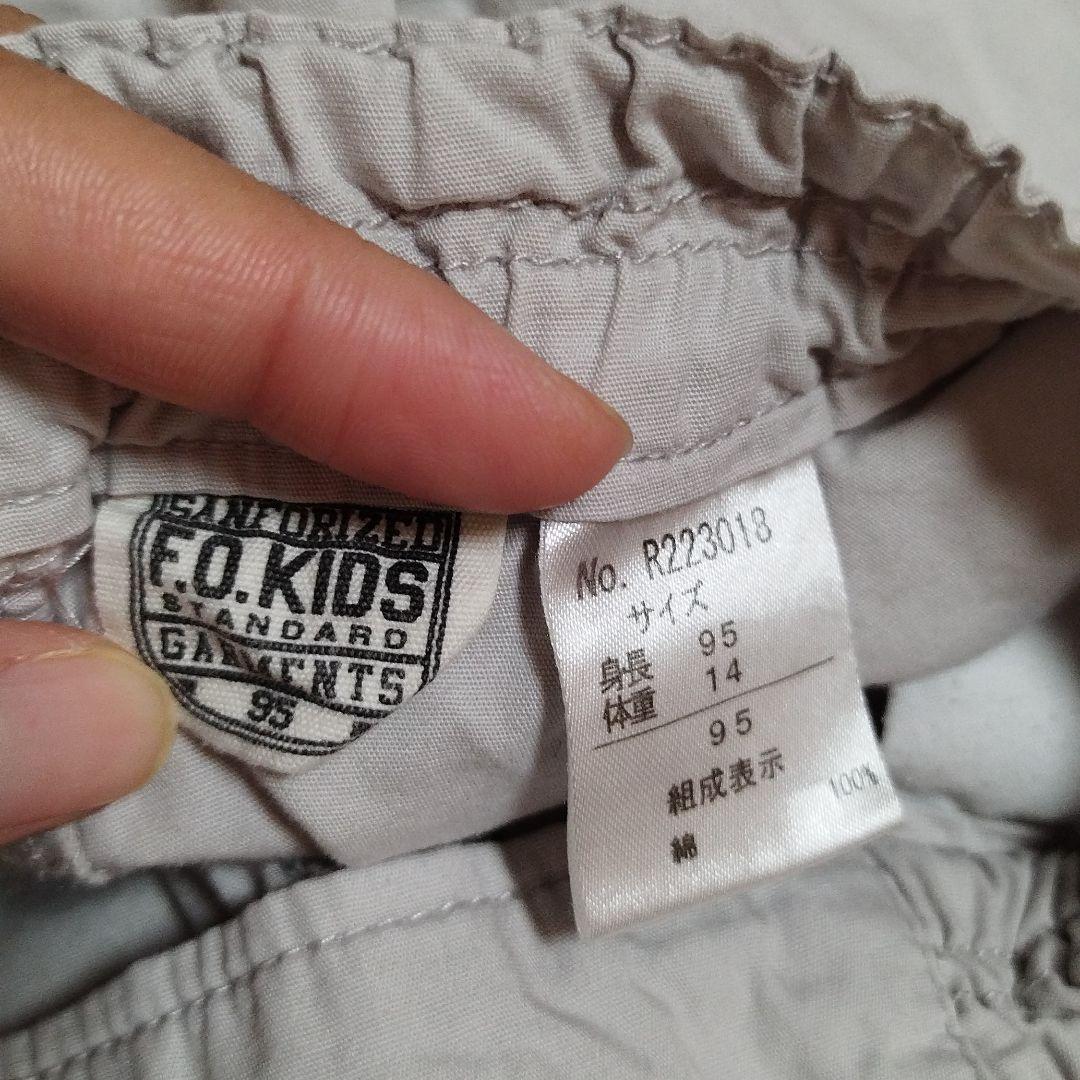 SANFORIZED
F.O.KIDS
STANDARD
GARMENTS
95
No. R223018
サイズ
身長 95
体重 14
95
組成表示
綿 100%